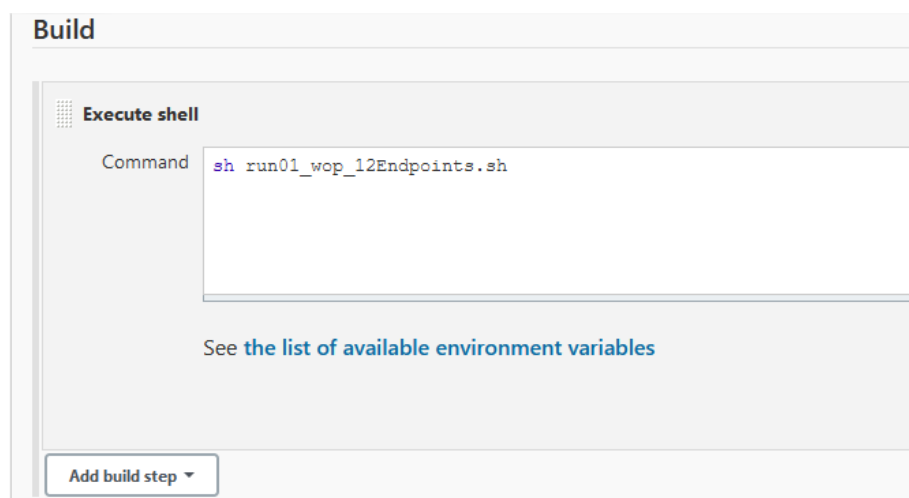 Build
Execute shell
Command
sh run01_wop_12Endpoints.sh
See the list of available environment variables
Add build step